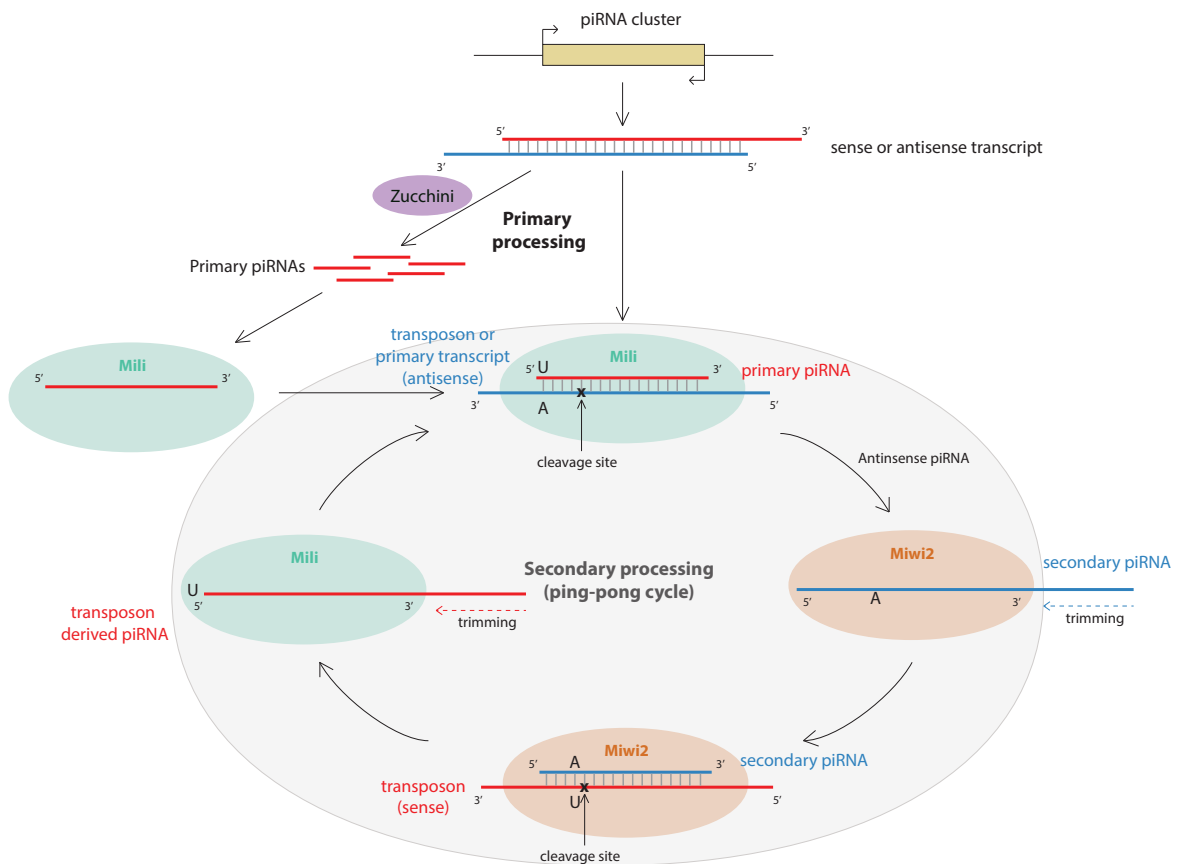 piRNA cluster
5’
3’
3’
5’
sense or antisense transcript
Zucchini
Primary
processing
Primary piRNAs
Mili
5’
3’
transposon or
primary transcript
(antisense)
Mili
5’
U
3’
primary piRNA
x
3’
A
5’
cleavage site
Antinsense piRNA
Mili
U
5’
3’
trimming
transposon
derived piRNA
Secondary processing
(ping-pong cycle)
Miwi2
secondary piRNA
5’
A
3’
trimming
Miwi2
5’
A
3’
secondary piRNA
transposon
(sense)
x
3’
U
5’
cleavage site